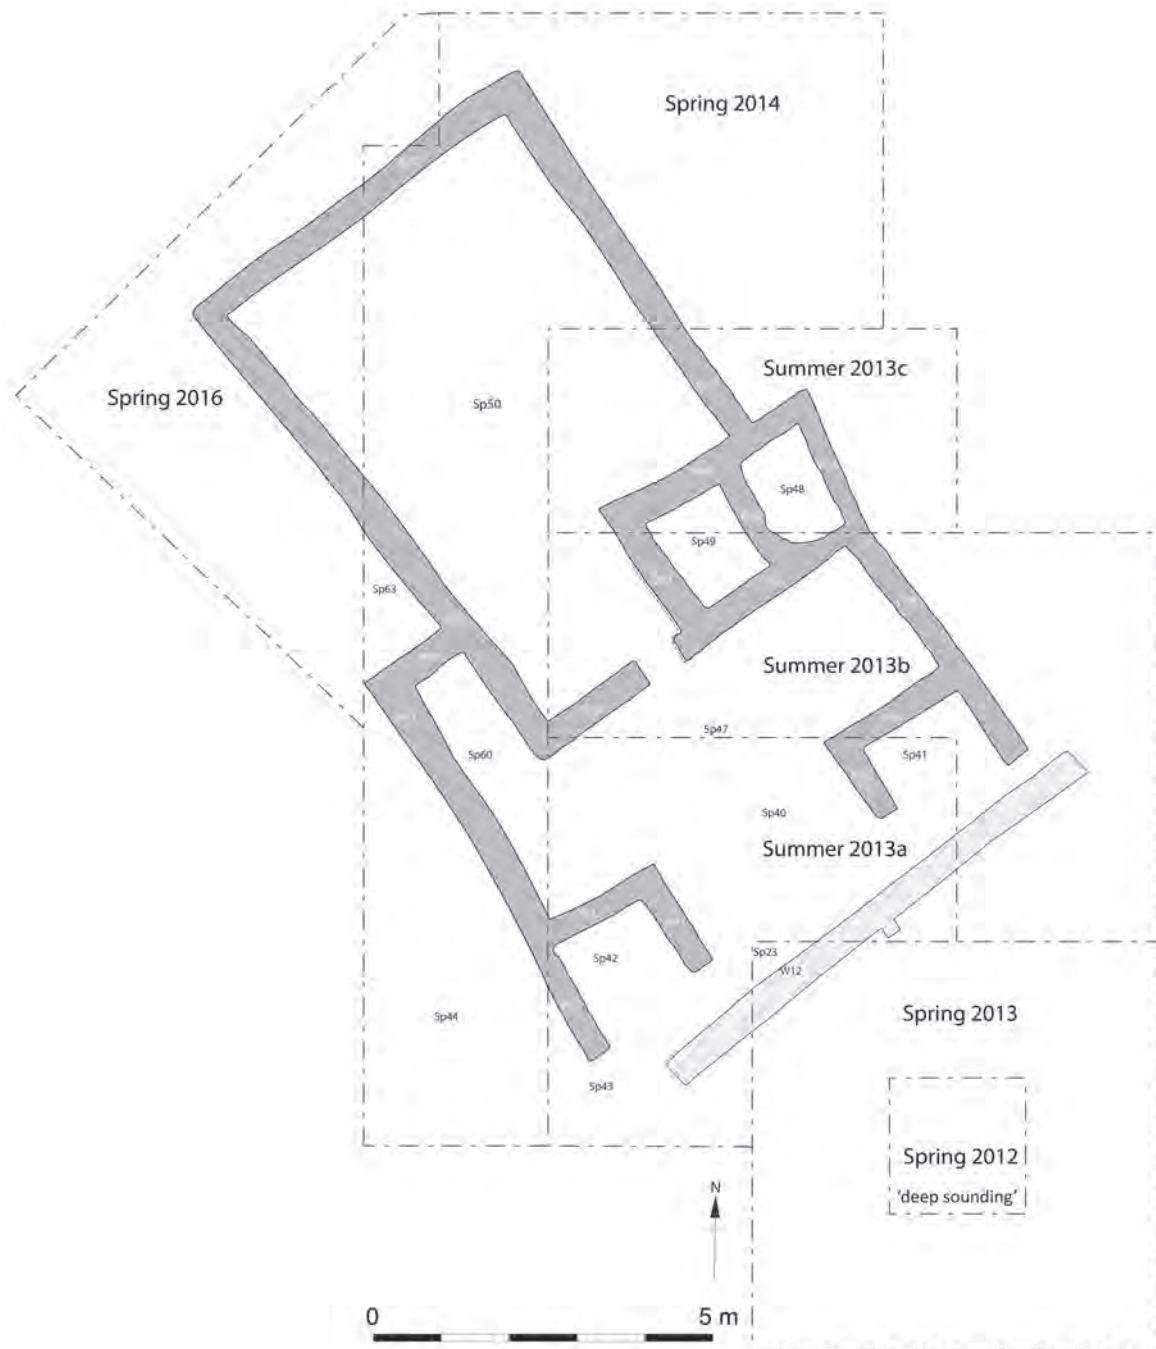 Spring 2014
Summer 2013c
Spring 2016
Sp50
Sp48
Sp49
Sp63
Summer 2013b
Sp47
Sp60
Sp41
Sp40
Summer 2013a
Sp23
Sp42
W12
Spring 2013
Sp44
Sp43
Spring 2012
'deep sounding'
N
0 5 m